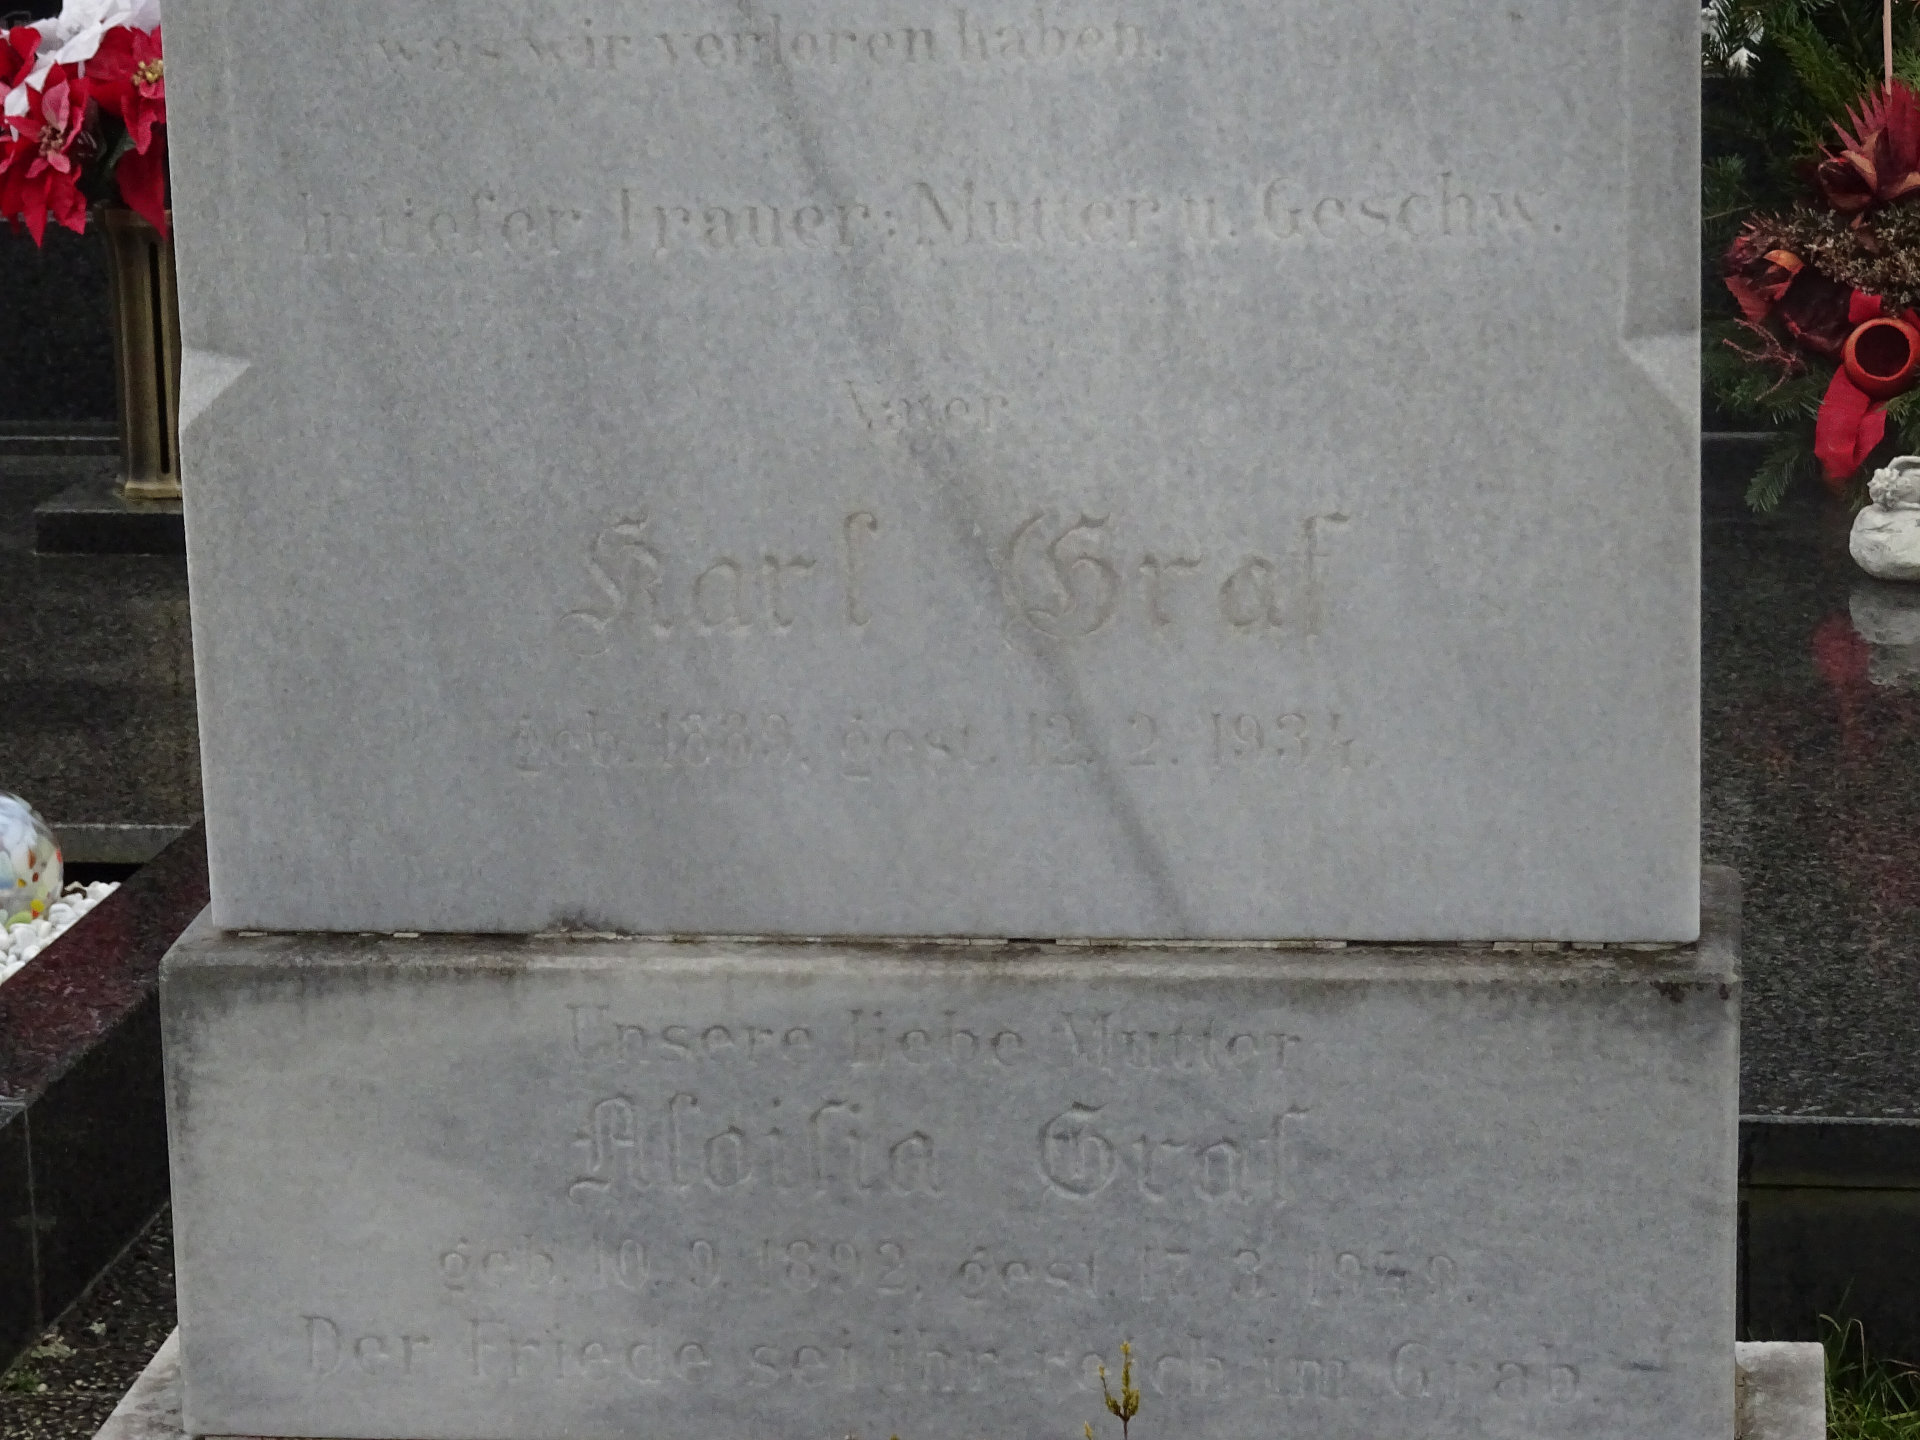 was wir verloren haben.
In tiefer Trauer: Mutter u. Geschw.
Vater
Karl Graf
geb. 1888, gest. 12. 2. 1934.
Unsere liebe Mutter
Aloisia Graf
geb. 10. 9. 1892, gest. 17. 3.
Der Friede sei ihr reich im Grab.